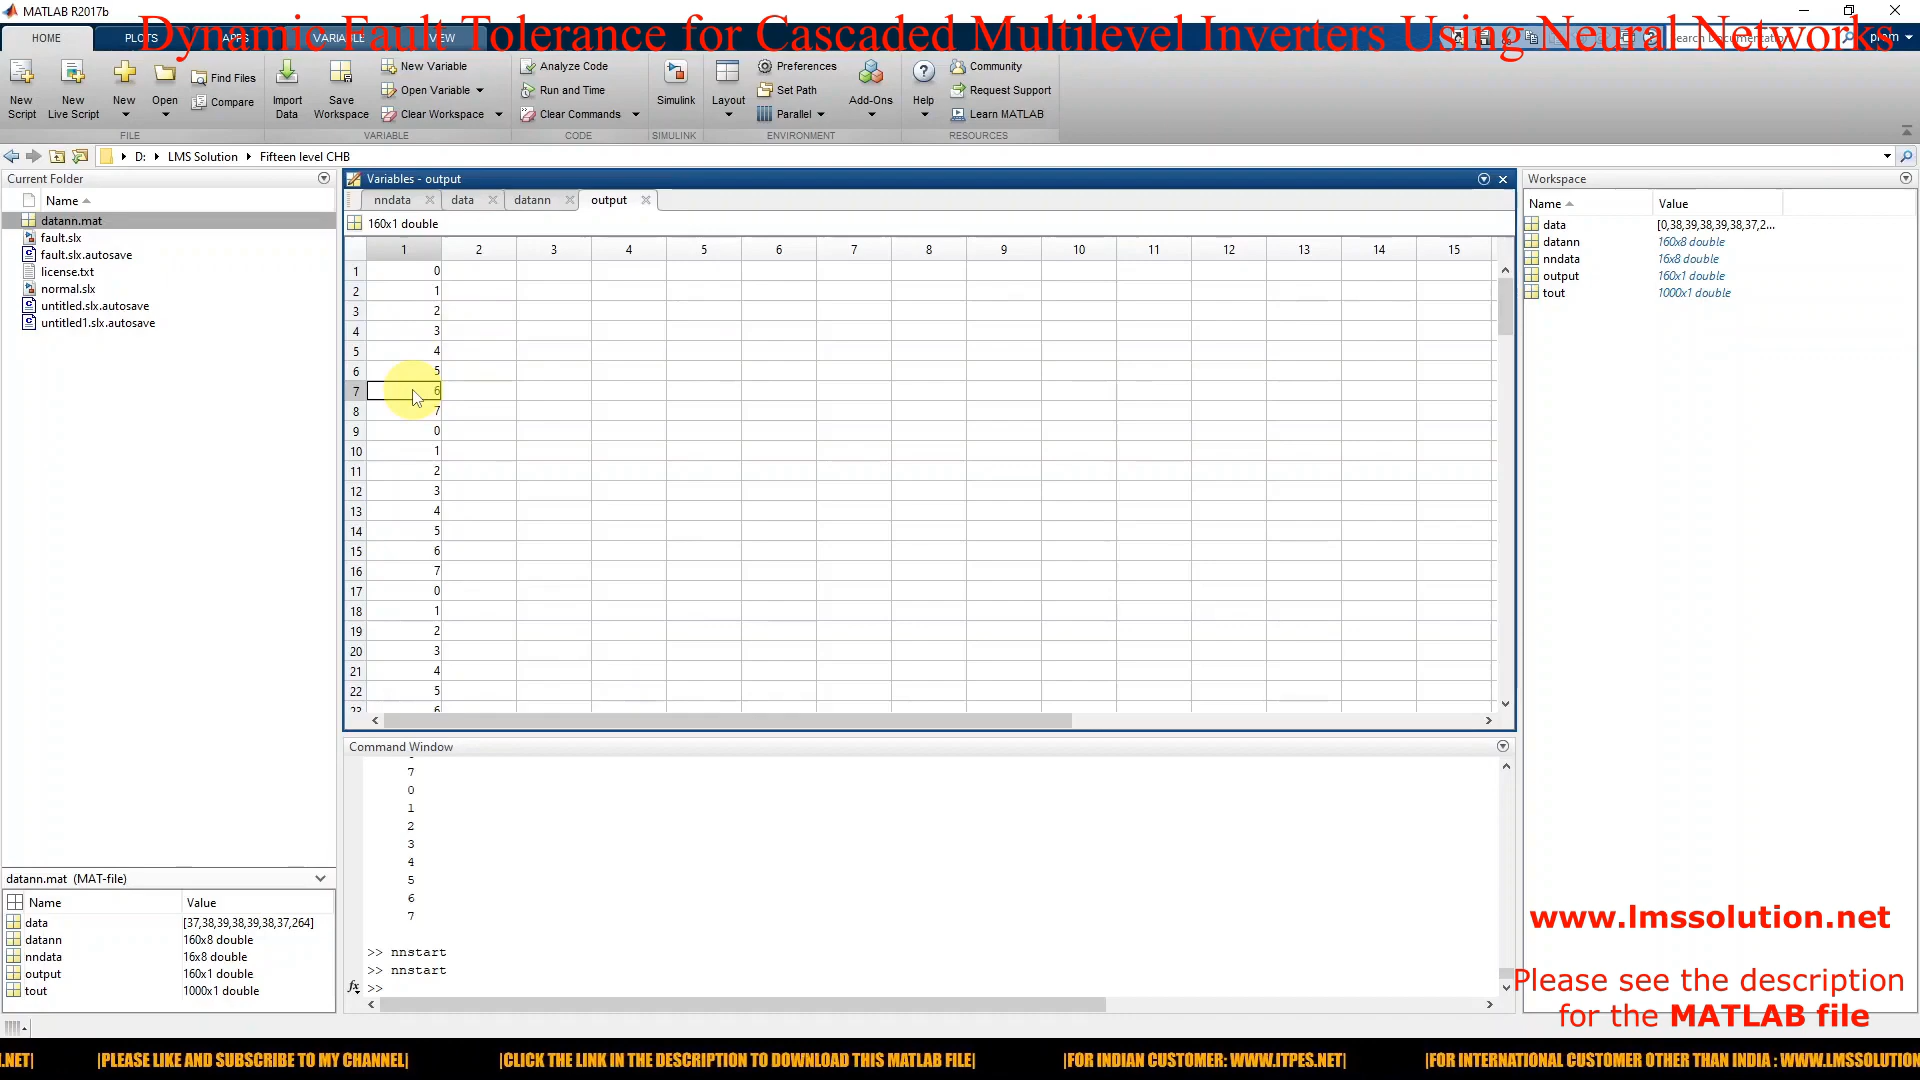 MATLAB R2017b
Dynamic Fault Tolerance for Cascaded Multilevel Inverters Using Neural Networks
HOME PLOTS APPS VARIABLE VIEW Search Documentation prem
New Script
New Live Script
New
Open
Find Files
Compare
FILE
Import Data
Save Workspace
New Variable
Open Variable
Clear Workspace
VARIABLE
Analyze Code
Run and Time
Clear Commands
CODE
Simulink
SIMULINK
Layout
Preferences
Set Path
Parallel
Add-Ons
ENVIRONMENT
Help
Community
Request Support
Learn MATLAB
RESOURCES
D: LMS Solution Fifteen level CHB
Current Folder
Name
datann.mat
fault.slx
fault.slx.autosave
license.txt
normal.slx
untitled.slx.autosave
untitled1.slx.autosave
datann.mat (MAT-file)
Name Value
data [37,38,39,38,39,38,37,264]
datann 160x8 double
nndata 16x8 double
output 160x1 double
tout 1000x1 double
Variables - output
nndata data datann output
160x1 double
1 2 3 4 5 6 7 8 9 10 11 12 13 14 15
1 0
2 1
3 2
4 3
5 4
6 5
7 6
8 7
9 0
10 1
11 2
12 3
13 4
14 5
15 6
16 7
17 0
18 1
19 2
20 3
21 4
22 5
23 6
Command Window
7
0
1
2
3
4
5
6
7
>> nnstart
>> nnstart
fx >>
Workspace
Name Value
data [0,38,39,38,39,38,37,2...
datann 160x8 double
nndata 16x8 double
output 160x1 double
tout 1000x1 double
www.lmssolution.net
Please see the description
for the MATLAB file
.NET| |PLEASE LIKE AND SUBSCRIBE TO MY CHANNEL| |CLICK THE LINK IN THE DESCRIPTION TO DOWNLOAD THIS MATLAB FILE| |FOR INDIAN CUSTOMER: WWW.ITPES.NET| |FOR INTERNATIONAL CUSTOMER OTHER THAN INDIA : WWW.LMSSOLUTION